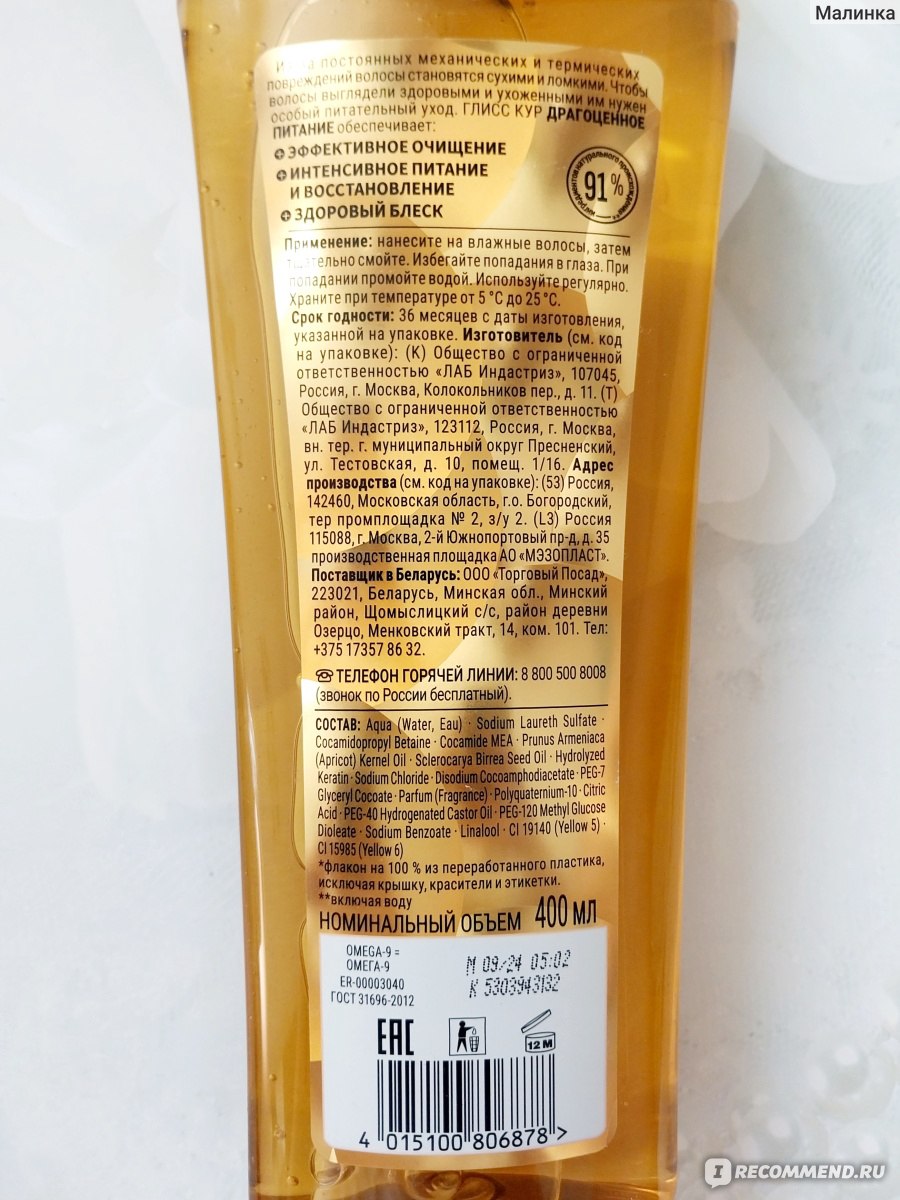 Малинка
постоянных механических и термических
повреждений волосы становятся сухими и ломкими. Чтобы
волосы выглядели здоровыми и ухоженными им нужен
особый питательный уход. ГЛИСС КУР ДРАГОЦЕННОЕ
ПИТАНИЕ обеспечивает:
ЭФФЕКТИВНОЕ ОЧИЩЕНИЕ
ИНТЕНСИВНОЕ ПИТАНИЕ
И ВОССТАНОВЛЕНИЕ
ЗДОРОВЫЙ БЛЕСК
91%
ингредиентов натурального происхождения**
Применение: нанесите на влажные волосы, затем
тщательно смойте. Избегайте попадания в глаза. При
попадании промойте водой. Используйте регулярно.
Храните при температуре от 5 °C до 25 °C.
Срок годности: 36 месяцев с даты изготовления,
указанной на упаковке. Изготовитель (см. код
на упаковке): (К) Общество с ограниченной
ответственностью «ЛАБ Индастриз», 107045,
Россия, г. Москва, Колокольников пер., д. 11. (Т)
Общество с ограниченной ответственностью
«ЛАБ Индастриз», 123112, Россия, г. Москва,
вн. тер. г. муниципальный округ Пресненский,
ул. Тестовская, д. 10, помещ. 1/16. Адрес
производства (см. код на упаковке): (53) Россия,
142460, Московская область, г.о. Богородский,
тер промплощадка № 2, з/у 2. (L3) Россия
115088, г. Москва, 2-й Южнопортовый пр-д, д. 35
производственная площадка АО «МЭЗОПЛАСТ».
Поставщик в Беларусь: ООО «Торговый Посад»,
223021, Беларусь, Минская обл., Минский
район, Щомыслицкий с/с, район деревни
Озерцо, Менковский тракт, 14, ком. 101. Тел:
+375 17357 86 32.
☎ ТЕЛЕФОН ГОРЯЧЕЙ ЛИНИИ: 8 800 500 8008
(звонок по России бесплатный).
СОСТАВ: Aqua (Water, Eau) · Sodium Laureth Sulfate ·
Cocamidopropyl Betaine · Cocamide MEA · Prunus Armeniaca
(Apricot) Kernel Oil · Sclerocarya Birrea Seed Oil · Hydrolyzed
Keratin · Sodium Chloride · Disodium Cocoamphodiacetate · PEG-7
Glyceryl Cocoate · Parfum (Fragrance) · Polyquaternium-10 · Citric
Acid · PEG-40 Hydrogenated Castor Oil · PEG-120 Methyl Glucose
Dioleate · Sodium Benzoate · Linalool · CI 19140 (Yellow 5) ·
CI 15985 (Yellow 6)
*флакон на 100 % из переработанного пластика,
исключая крышку, красители и этикетки.
**включая воду
НОМИНАЛЬНЫЙ ОБЪЕМ 400 МЛ
OMEGA-9 =
ОМЕГА-9
ER-00003040
ГОСТ 31696-2012
M 09/24 05:02
K 5303943132
EAC
12 M
4 015100 806878 >
IRECOMMEND.RU